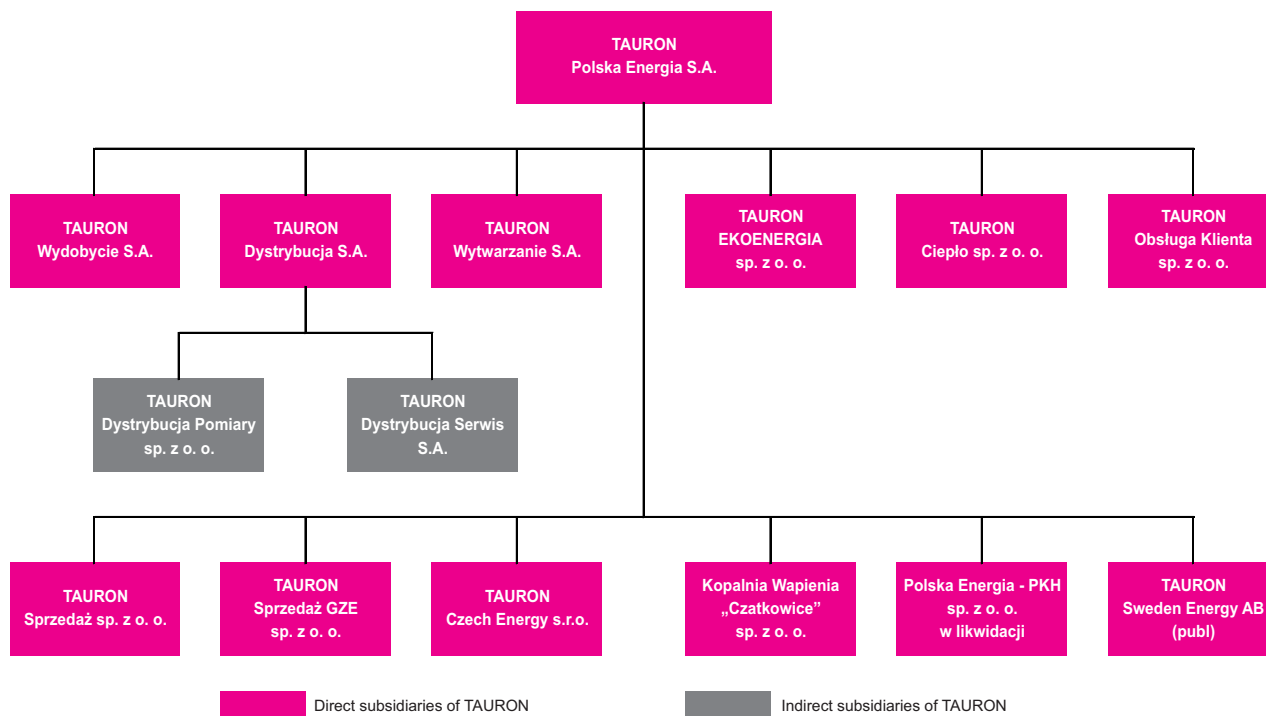 TAURON
Polska Energia S.A.
TAURON
Wydobycie S.A.
TAURON
Dystrybucja S.A.
TAURON
Wytwarzanie S.A.
TAURON
EKOENERGIA
sp. z o. o.
TAURON
Ciepło sp. z o. o.
TAURON
Obsługa Klienta
sp. z o. o.
TAURON
Dystrybucja Pomiary
sp. z o. o.
TAURON
Dystrybucja Serwis
S.A.
TAURON
Sprzedaż sp. z o. o.
TAURON
Sprzedaż GZE
sp. z o. o.
TAURON
Czech Energy s.r.o.
Kopalnia Wapienia
„Czatkowice”
sp. z o. o.
Polska Energia - PKH
sp. z o. o.
w likwidacji
TAURON
Sweden Energy AB
(publ)
Direct subsidiaries of TAURON
Indirect subsidiaries of TAURON